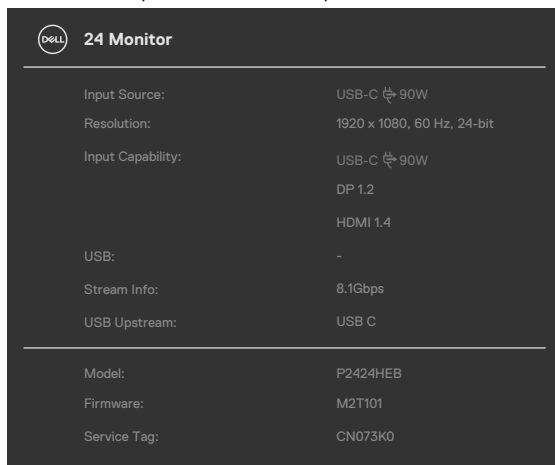 DELL 24 Monitor
Input Source: USB-C 90W
Resolution: 1920 x 1080, 60 Hz, 24-bit
Input Capability: USB-C 90W
DP 1.2
HDMI 1.4
USB: -
Stream Info: 8.1Gbps
USB Upstream: USB C
Model: P2424HEB
Firmware: M2T101
Service Tag: CN073K0